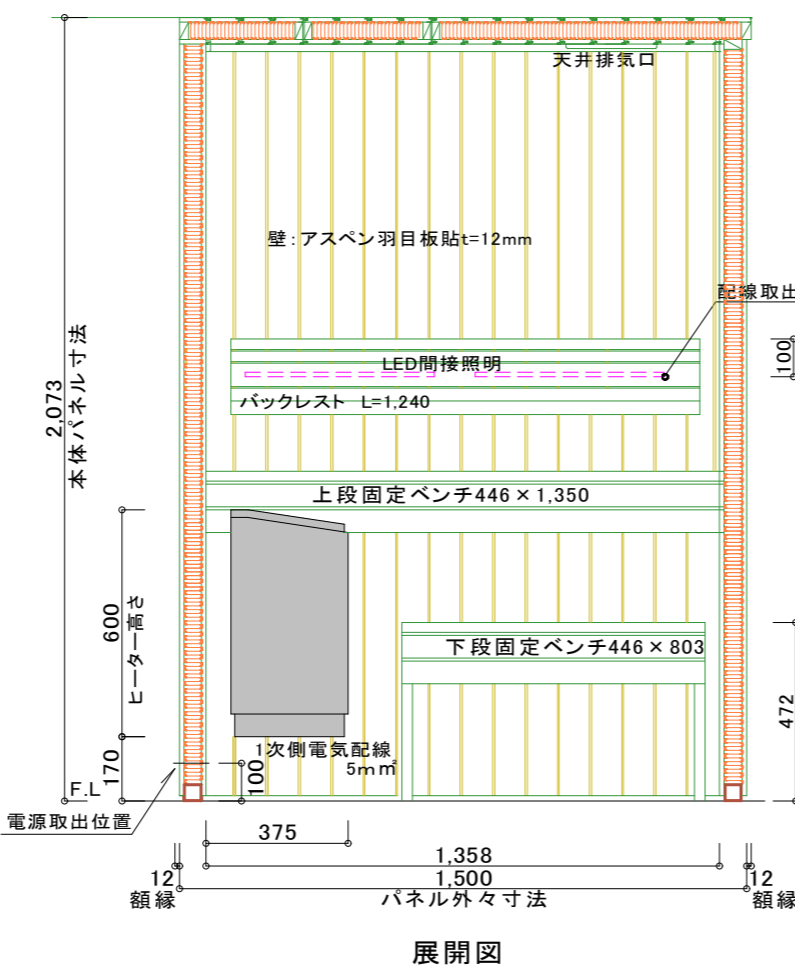 天井排気口
壁:アスペン羽目板貼t=12mm
配線取出
LED間接照明
100
バックレスト L=1,240
2,073
本体パネル寸法
上段固定ベンチ446×1,350
600
ヒーター高さ
下段固定ベンチ446×803
472
1次側電気配線
5mm²
170
100
F.L
電源取出位置
375
1,358
12
1,500
12
額縁
パネル外々寸法
額縁
展開図